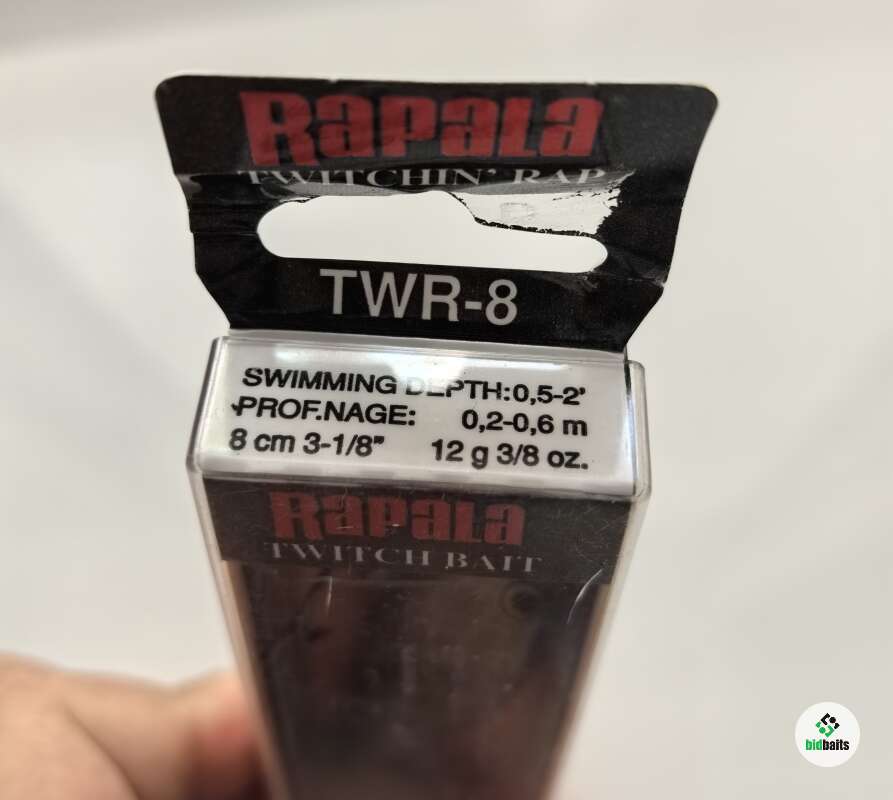 RAPALA
TWITCHIN' RAP
TWR-8
SWIMMING DEPTH:0,5-2'
PROF.NAGE: 0,2-0,6 m
8 cm 3-1/8" 12 g 3/8 oz.
RAPALA
TWITCH BAIT
bidbaits